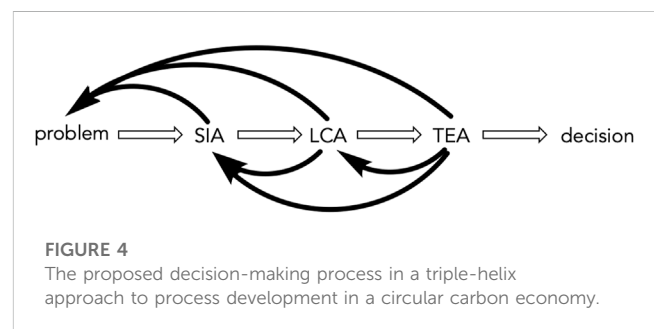 problem SIA LCA TEA decision
FIGURE 4
The proposed decision-making process in a triple-helix
approach to process development in a circular carbon economy.